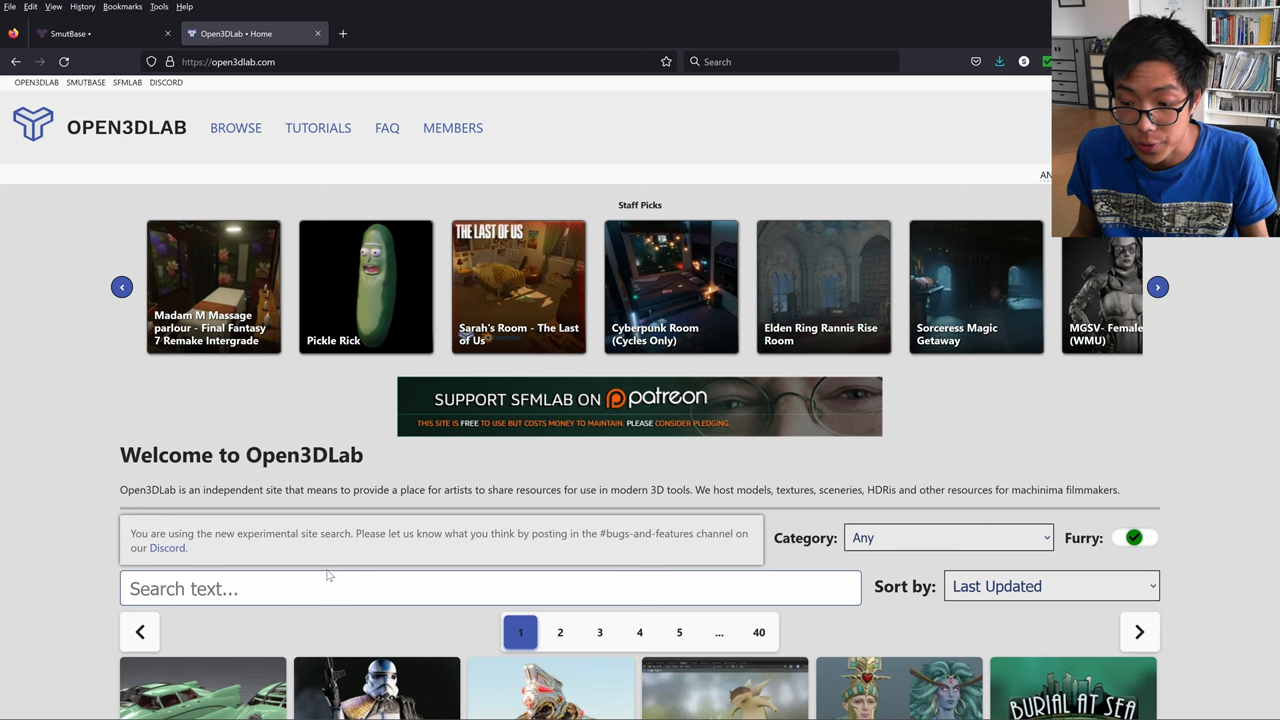 File Edit View History Bookmarks Tools Help
SmutBase •
Open3DLab • Home
https://open3dlab.com
Search
OPEN3DLAB SMUTBASE SFMLAB DISCORD
OPEN3DLAB
BROWSE TUTORIALS FAQ MEMBERS
AN
Staff Picks
THE LAST OF US
Madam M Massage
parlour - Final Fantasy
7 Remake Intergrade
Pickle Rick
Sarah's Room - The Last
of Us
Cyberpunk Room
(Cycles Only)
Elden Ring Rannis Rise
Room
Sorceress Magic
Getaway
MGSV- Female
(WMU)
SUPPORT SFMLAB ON patreon
THIS SITE IS FREE TO USE BUT COSTS MONEY TO MAINTAIN. PLEASE CONSIDER PLEDGING.
Welcome to Open3DLab
Open3DLab is an independent site that means to provide a place for artists to share resources for use in modern 3D tools. We host models, textures, sceneries, HDRis and other resources for machinima filmmakers.
You are using the new experimental site search. Please let us know what you think by posting in the #bugs-and-features channel on
our Discord.
Category: Any
Furry:
Search text...
Sort by: Last Updated
1 2 3 4 5 ... 40
BURIAL AT SEA